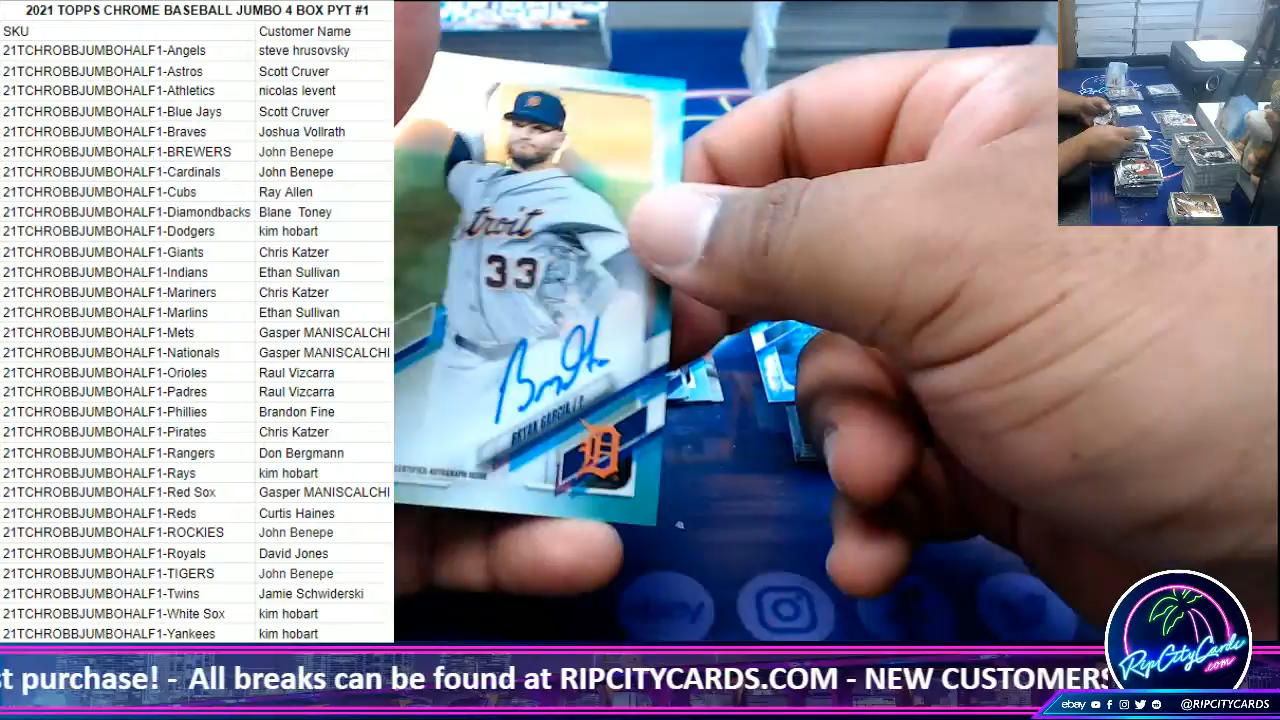 2021 TOPPS CHROME BASEBALL JUMBO 4 BOX PYT #1
SKU Customer Name
21TCHROBBJUMBOHALF1-Angels steve hrusovsky
21TCHROBBJUMBOHALF1-Astros Scott Cruver
21TCHROBBJUMBOHALF1-Athletics nicolas levent
21TCHROBBJUMBOHALF1-Blue Jays Scott Cruver
21TCHROBBJUMBOHALF1-Braves Joshua Vollrath
21TCHROBBJUMBOHALF1-BREWERS John Benepe
21TCHROBBJUMBOHALF1-Cardinals John Benepe
21TCHROBBJUMBOHALF1-Cubs Ray Allen
21TCHROBBJUMBOHALF1-Diamondbacks Blane Toney
21TCHROBBJUMBOHALF1-Dodgers kim hobart
21TCHROBBJUMBOHALF1-Giants Chris Katzer
21TCHROBBJUMBOHALF1-Indians Ethan Sullivan
21TCHROBBJUMBOHALF1-Mariners Chris Katzer
21TCHROBBJUMBOHALF1-Marlins Ethan Sullivan
21TCHROBBJUMBOHALF1-Mets Gasper MANISCALCHI
21TCHROBBJUMBOHALF1-Nationals Gasper MANISCALCHI
21TCHROBBJUMBOHALF1-Orioles Raul Vizcarra
21TCHROBBJUMBOHALF1-Padres Raul Vizcarra
21TCHROBBJUMBOHALF1-Phillies Brandon Fine
21TCHROBBJUMBOHALF1-Pirates Chris Katzer
21TCHROBBJUMBOHALF1-Rangers Don Bergmann
21TCHROBBJUMBOHALF1-Rays kim hobart
21TCHROBBJUMBOHALF1-Red Sox Gasper MANISCALCHI
21TCHROBBJUMBOHALF1-Reds Curtis Haines
21TCHROBBJUMBOHALF1-ROCKIES John Benepe
21TCHROBBJUMBOHALF1-Royals David Jones
21TCHROBBJUMBOHALF1-TIGERS John Benepe
21TCHROBBJUMBOHALF1-Twins Jamie Schwiderski
21TCHROBBJUMBOHALF1-White Sox kim hobart
21TCHROBBJUMBOHALF1-Yankees kim hobart
D
etroit
33
BRYAN GARCIA
CERTIFIED AUTOGRAPH ISSUE
D
ebay
RipCityCards
.com
st purchase! - All breaks can be found at RIPCITYCARDS.COM - NEW CUSTOMERS
ebay @RIPCITYCARDS